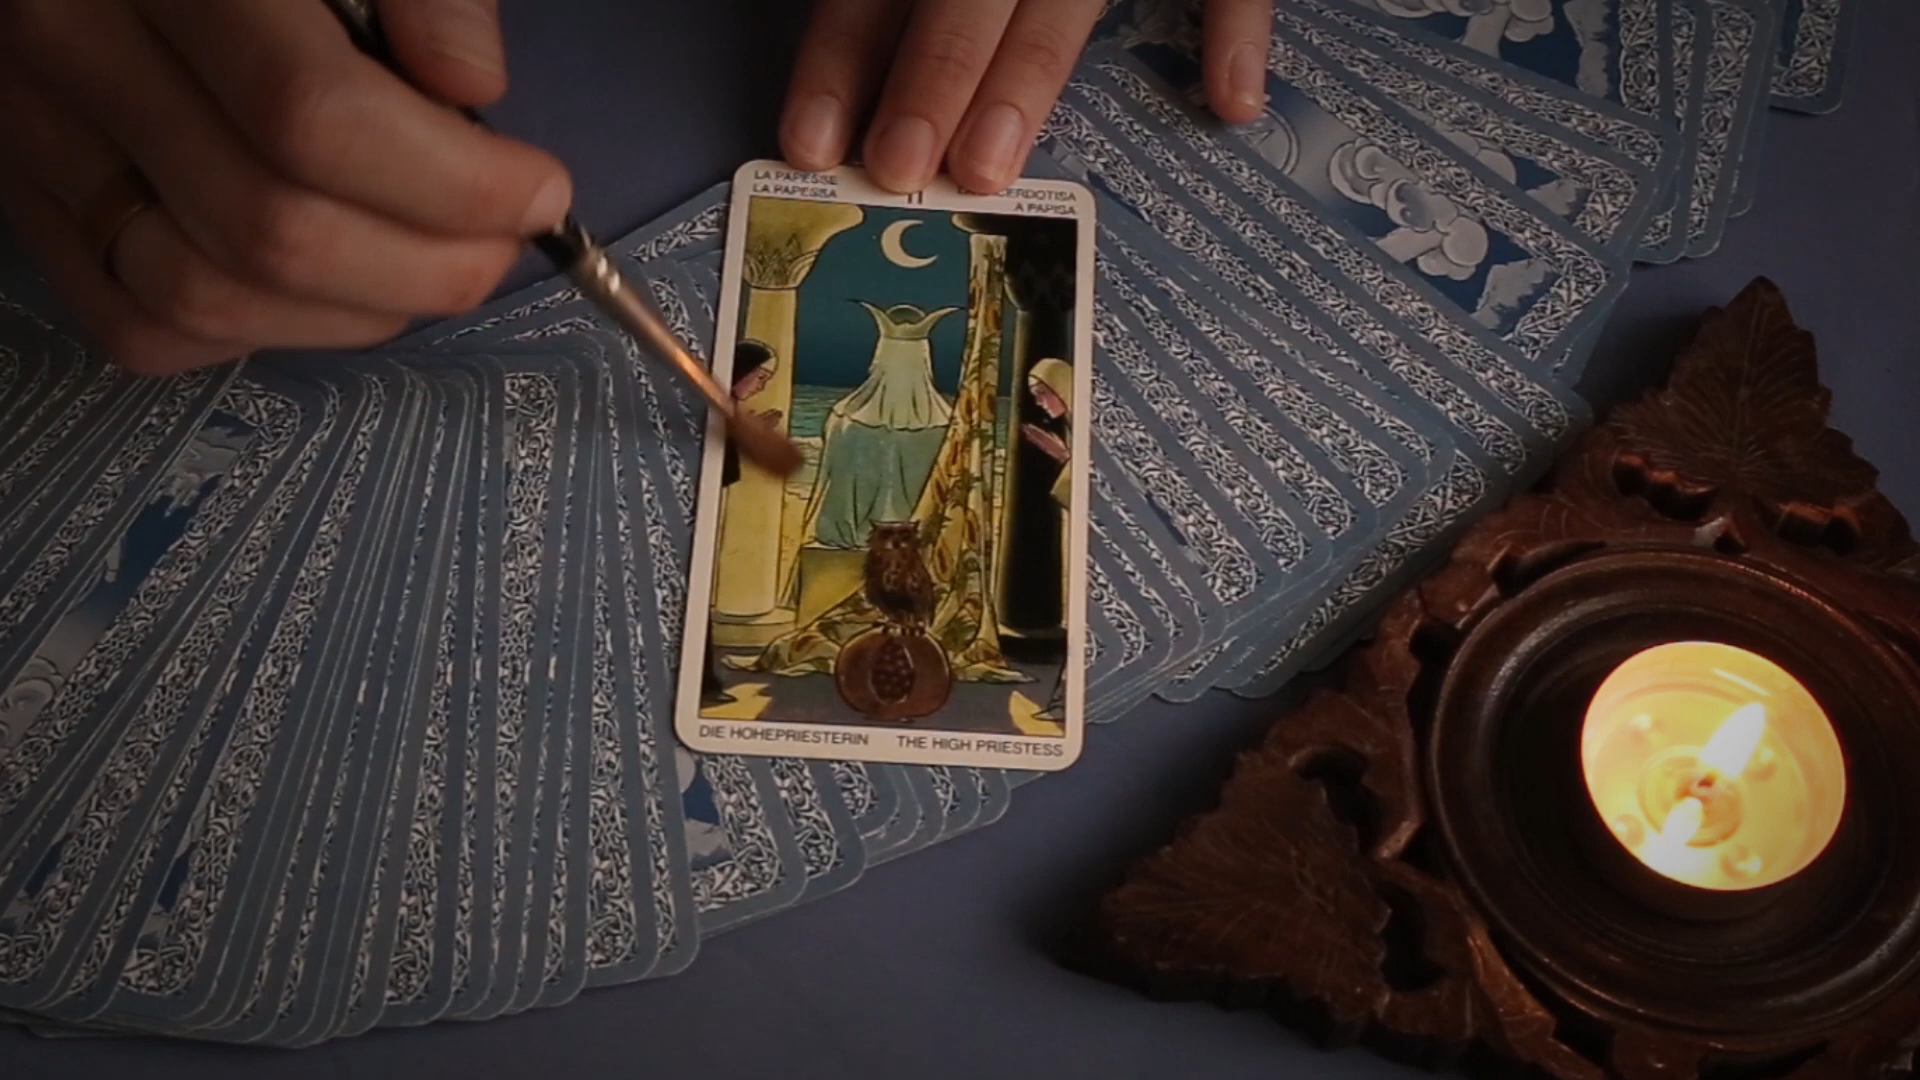 LA PAPESSE
LA PAPESSA
II
A PAPISA
DIE HOHEPRIESTERIN
THE HIGH PRIESTESS